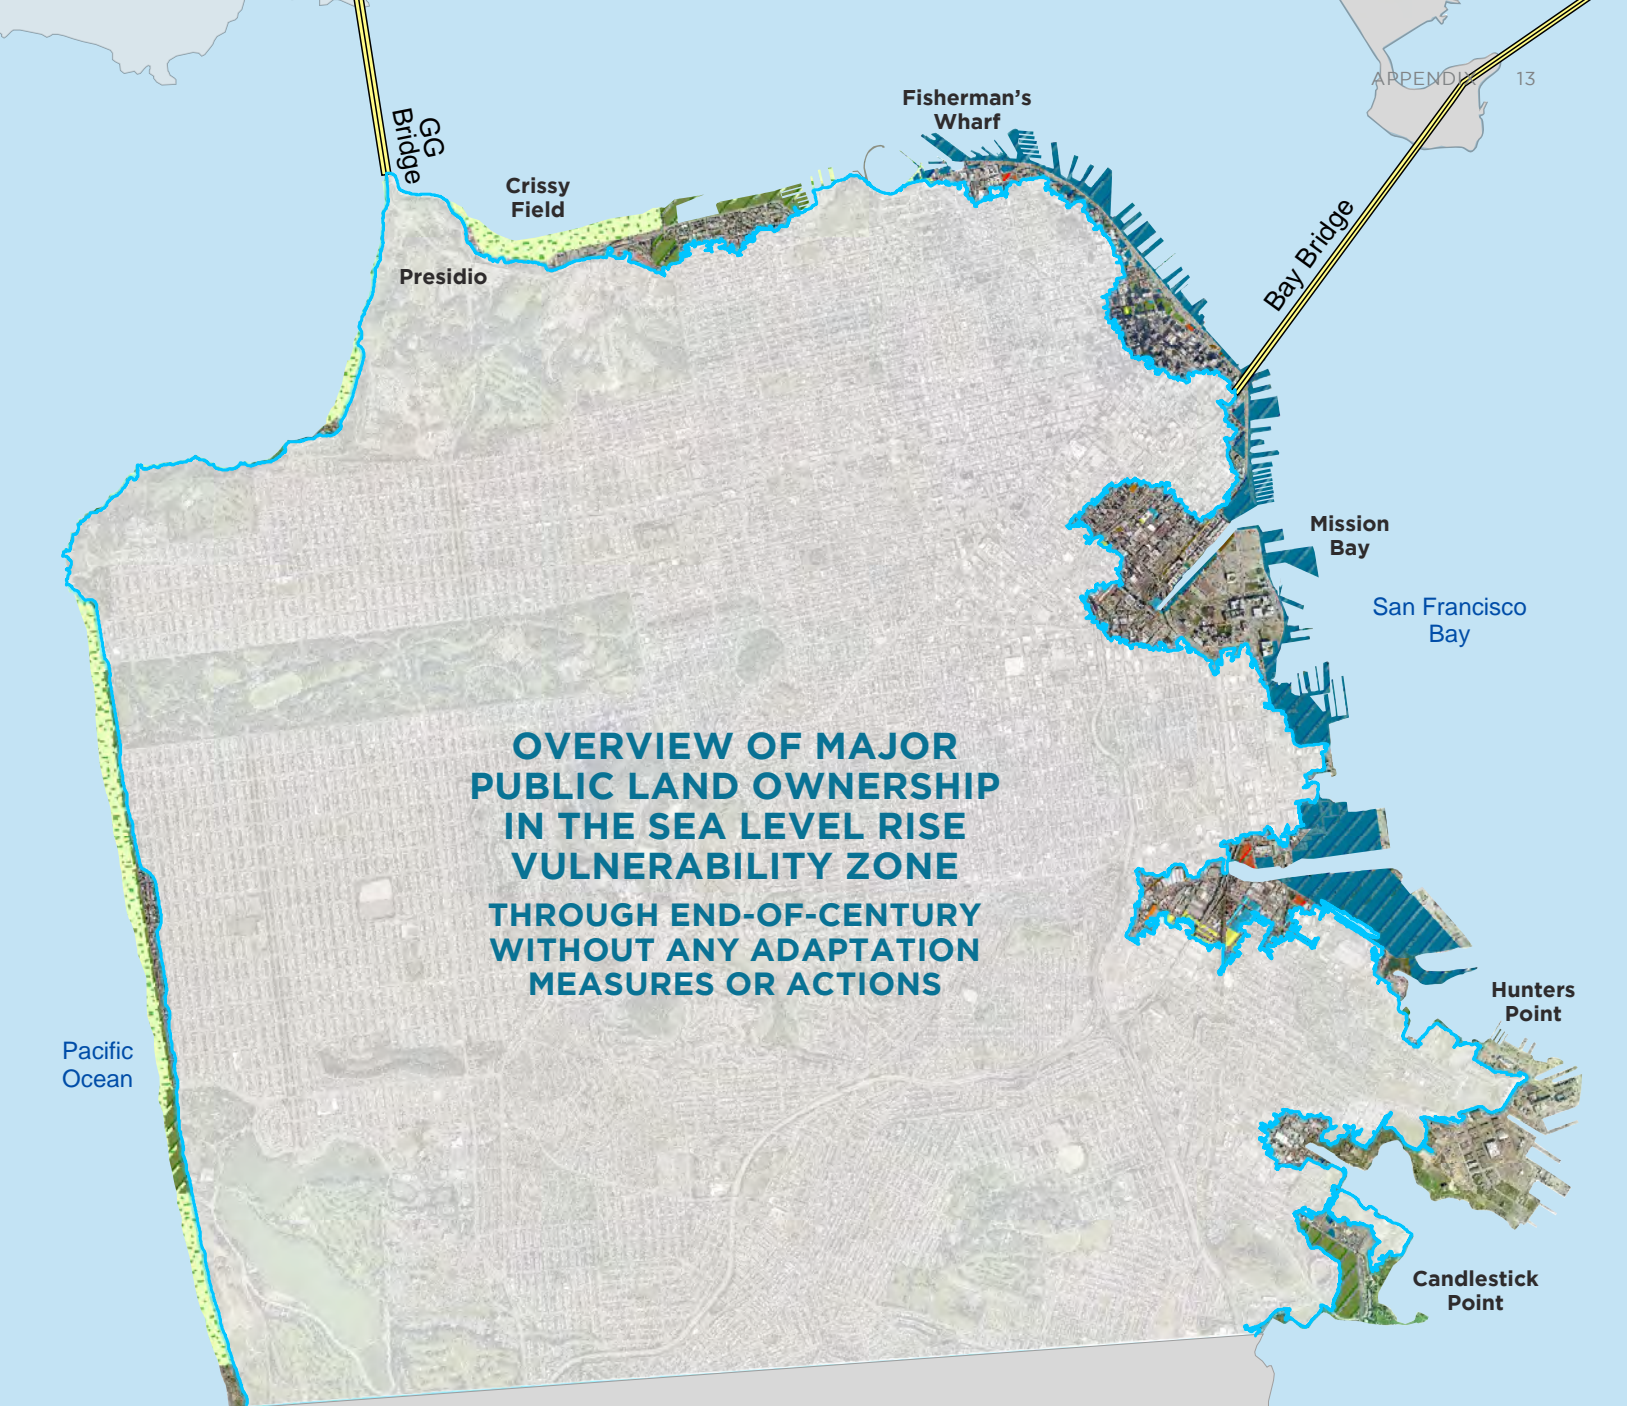 APPENDIX 13
Fisherman's
Wharf
GG
Bridge
Crissy
Field
Presidio
Bay Bridge
Mission
Bay
San Francisco
Bay
OVERVIEW OF MAJOR
PUBLIC LAND OWNERSHIP
IN THE SEA LEVEL RISE
VULNERABILITY ZONE
THROUGH END-OF-CENTURY
WITHOUT ANY ADAPTATION
MEASURES OR ACTIONS
Hunters
Point
Pacific
Ocean
Candlestick
Point